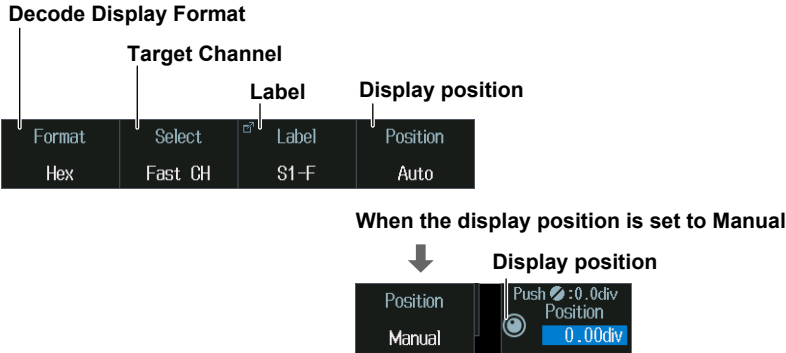 Decode Display Format
Target Channel
Label
Display position
Format Select Label Position
Hex Fast CH S1-F Auto
When the display position is set to Manual
Display position
Position
Manual
Push :0.0div
Position
0.00div